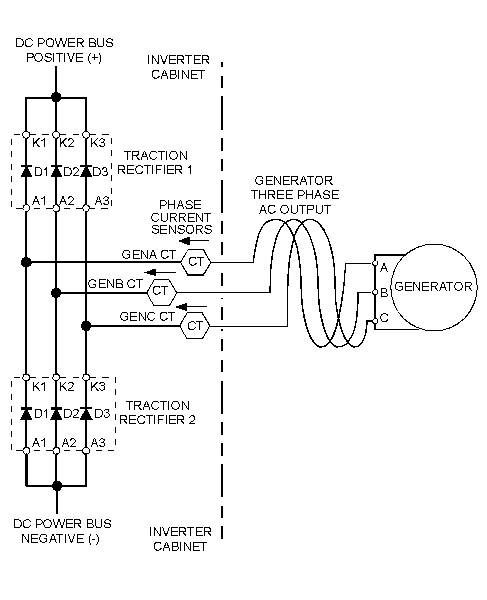 DC POWER BUS
POSITIVE (+)
INVERTER
CABINET
K1 K2 K3
D1 D2 D3
TRACTION
RECTIFIER 1
A1 A2 A3
PHASE
CURRENT
SENSORS
GENERATOR
THREE PHASE
AC OUTPUT
GENA CT
CT
A
GENB CT
CT
B
GENERATOR
GENC CT
CT
C
K1 K2 K3
D1 D2 D3
TRACTION
RECTIFIER 2
A1 A2 A3
DC POWER BUS
NEGATIVE (-)
INVERTER
CABINET